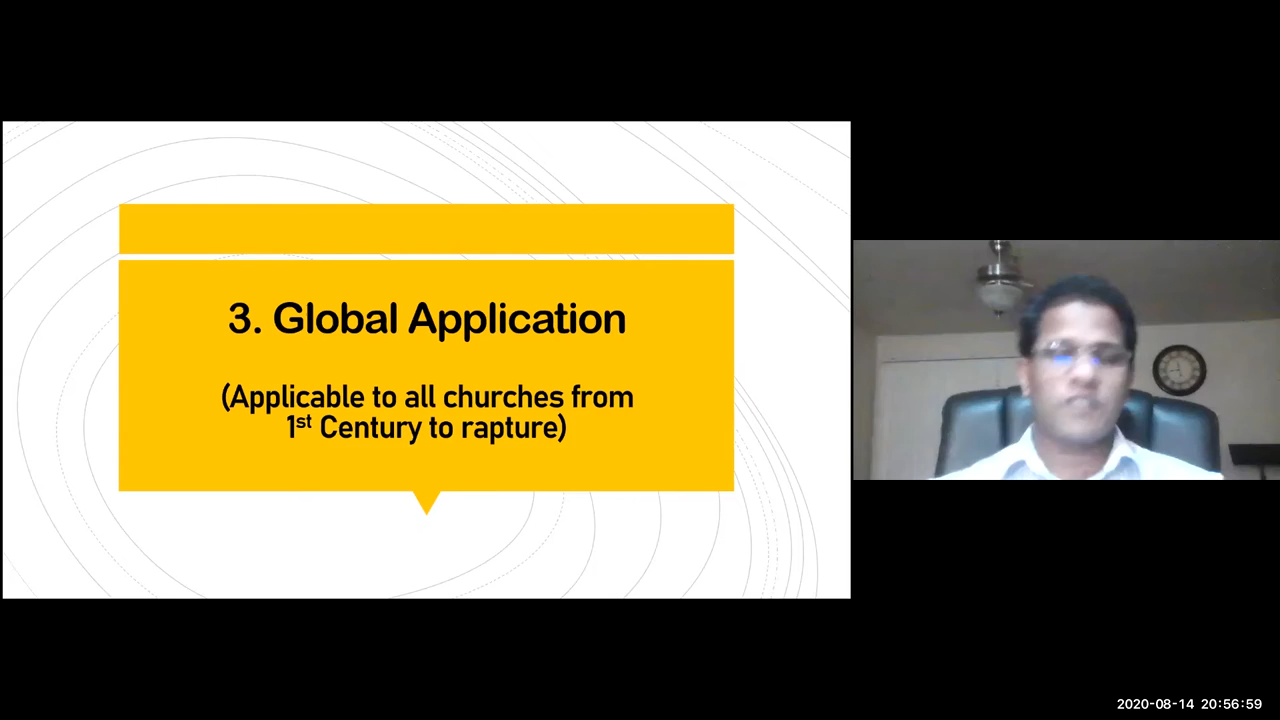 3. Global Application
(Applicable to all churches from
1st Century to rapture)
2020-08-14 20:56:59